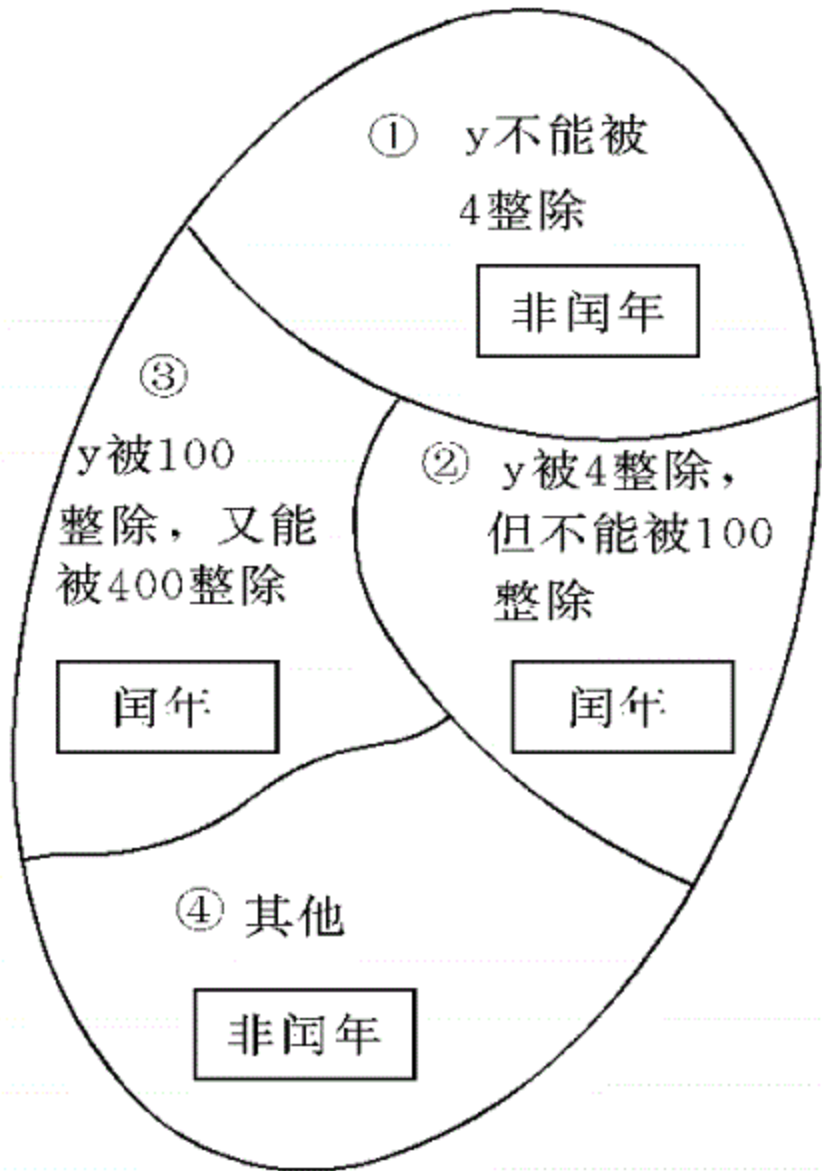 ① y不能被
4整除
非闰年
③
y被100
整除，又能
被400整除
闰年
② y被4整除，
但不能被100
整除
闰年
④ 其他
非闰年